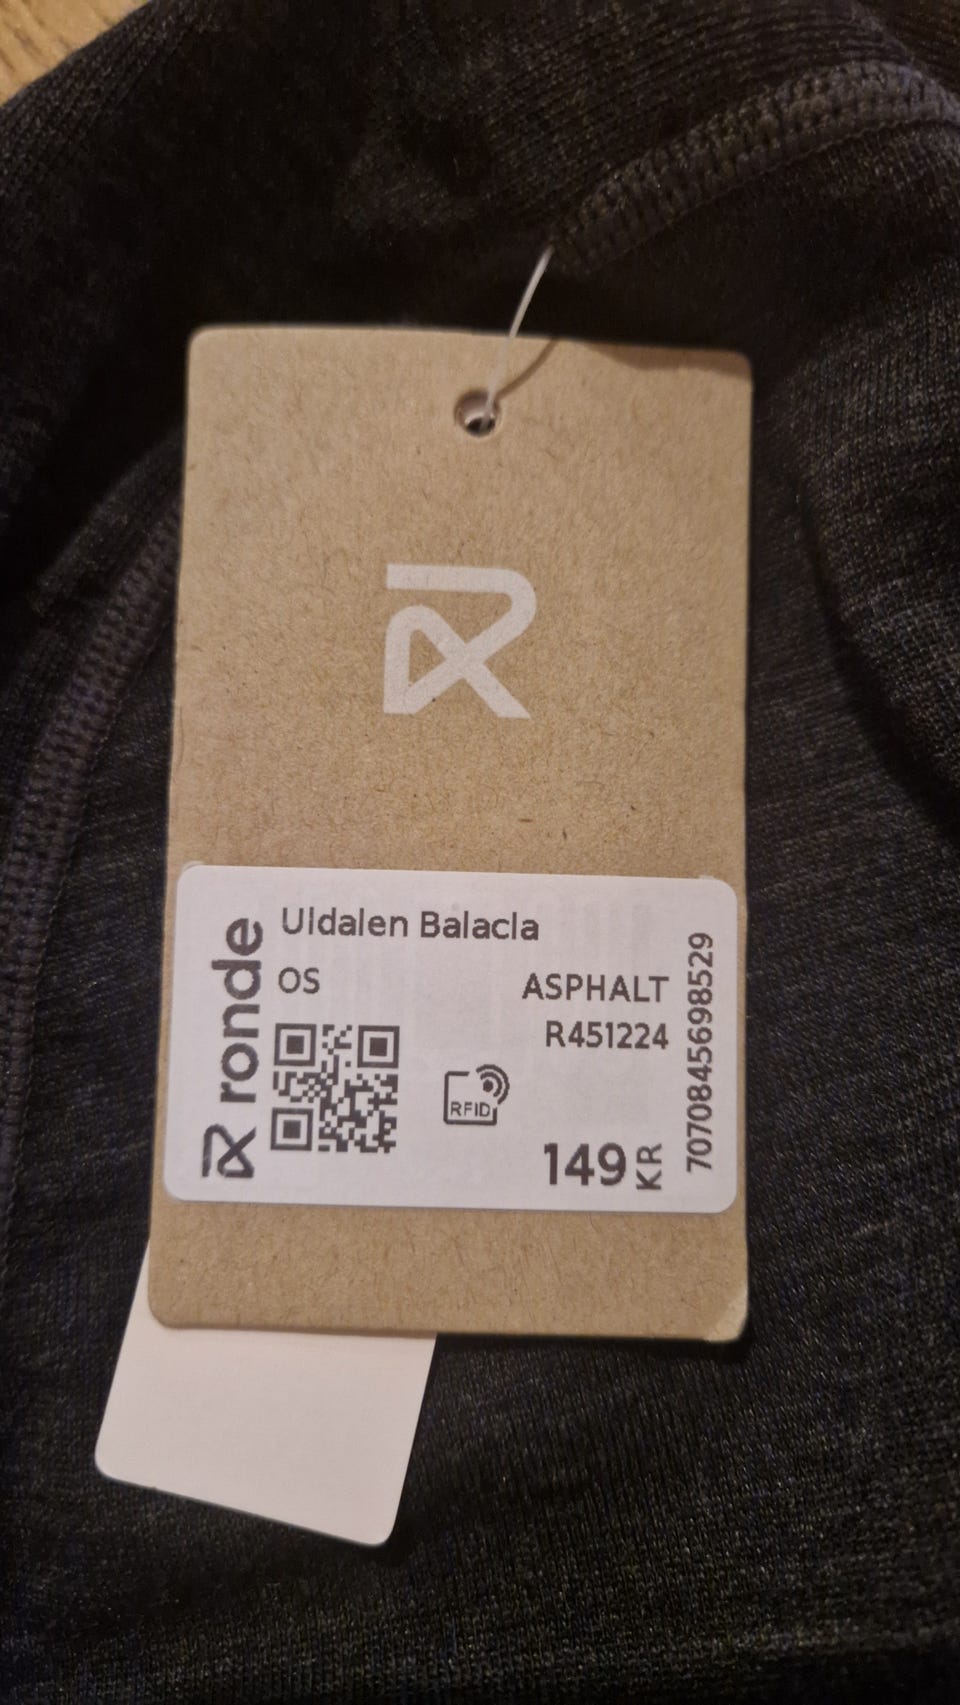 R
Uldalen Balacla
OS
ASPHALT
R451224
RFID
149 KR
R ronde
7070845698529